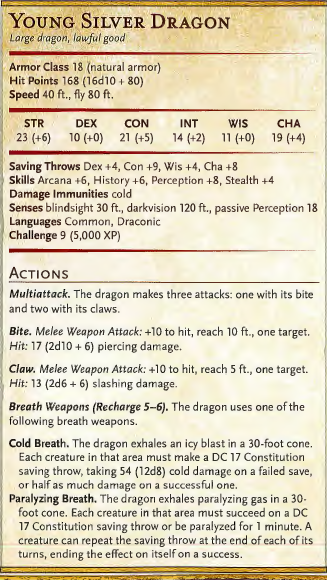 YOUNG SILVER DRAGON
Large dragon, lawful good
Armor Class 18 (natural armor)
Hit Points 168 (16d10 + 80)
Speed 40 ft., fly 80 ft.
STR DEX CON INT WIS CHA
23 (+6) 10 (+0) 21 (+5) 14 (+2) 11 (+0) 19 (+4)
Saving Throws Dex +4, Con +9, Wis +4, Cha +8
Skills Arcana +6, History +6, Perception +8, Stealth +4
Damage Immunities cold
Senses blindsight 30 ft., darkvision 120 ft., passive Perception 18
Languages Common, Draconic
Challenge 9 (5,000 XP)
ACTIONS
Multiattack. The dragon makes three attacks: one with its bite
and two with its claws.
Bite. Melee Weapon Attack: +10 to hit, reach 10 ft., one target.
Hit: 17 (2d10 + 6) piercing damage.
Claw. Melee Weapon Attack: +10 to hit, reach 5 ft., one target.
Hit: 13 (2d6 + 6) slashing damage.
Breath Weapons (Recharge 5–6). The dragon uses one of the
following breath weapons.
Cold Breath. The dragon exhales an icy blast in a 30-foot cone.
Each creature in that area must make a DC 17 Constitution
saving throw, taking 54 (12d8) cold damage on a failed save,
or half as much damage on a successful one.
Paralyzing Breath. The dragon exhales paralyzing gas in a 30-
foot cone. Each creature in that area must succeed on a DC
17 Constitution saving throw or be paralyzed for 1 minute. A
creature can repeat the saving throw at the end of each of its
turns, ending the effect on itself on a success.